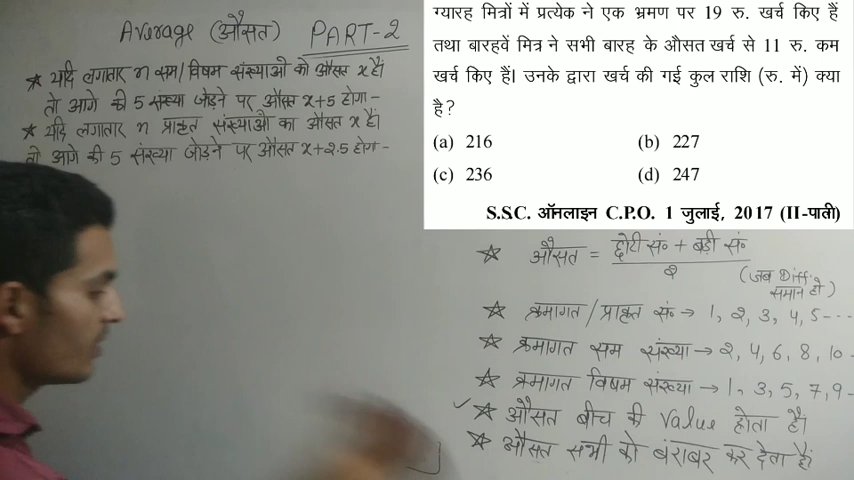 Average (औसत) PART-2
★ यदि लगातार n सम/विषम संख्याओं का औसत x है।
तो आगे की 5 संख्या जोड़ने पर औसत x+5 होगा-
★ यदि लगातार n प्राकृत संख्याओं का औसत x है।
तो आगे की 5 संख्या जोड़ने पर औसत x+2.5 होगा-
ग्यारह मित्रों में प्रत्येक ने एक भ्रमण पर 19 रु. खर्च किए हैं
तथा बारहवें मित्र ने सभी बारह के औसत खर्च से 11 रु. कम
खर्च किए हैं। उनके द्वारा खर्च की गई कुल राशि (रु. में) क्या
है?
(a) 216 (b) 227
(c) 236 (d) 247
S.S.C. ऑनलाइन C.P.O. 1 जुलाई, 2017 (II-पाली)
★ औसत = छोटी सं० + बड़ी सं०
2
(जब Diff.
समान हो)
★ क्रमागत/प्राकृत सं० → 1, 2, 3, 4, 5----
★ क्रमागत सम संख्या → 2, 4, 6, 8, 10-
★ क्रमागत विषम संख्या → 1, 3, 5, 7, 9-
✓★ औसत बीच की Value होता है।
★ औसत सभी को बराबर कर देता है।